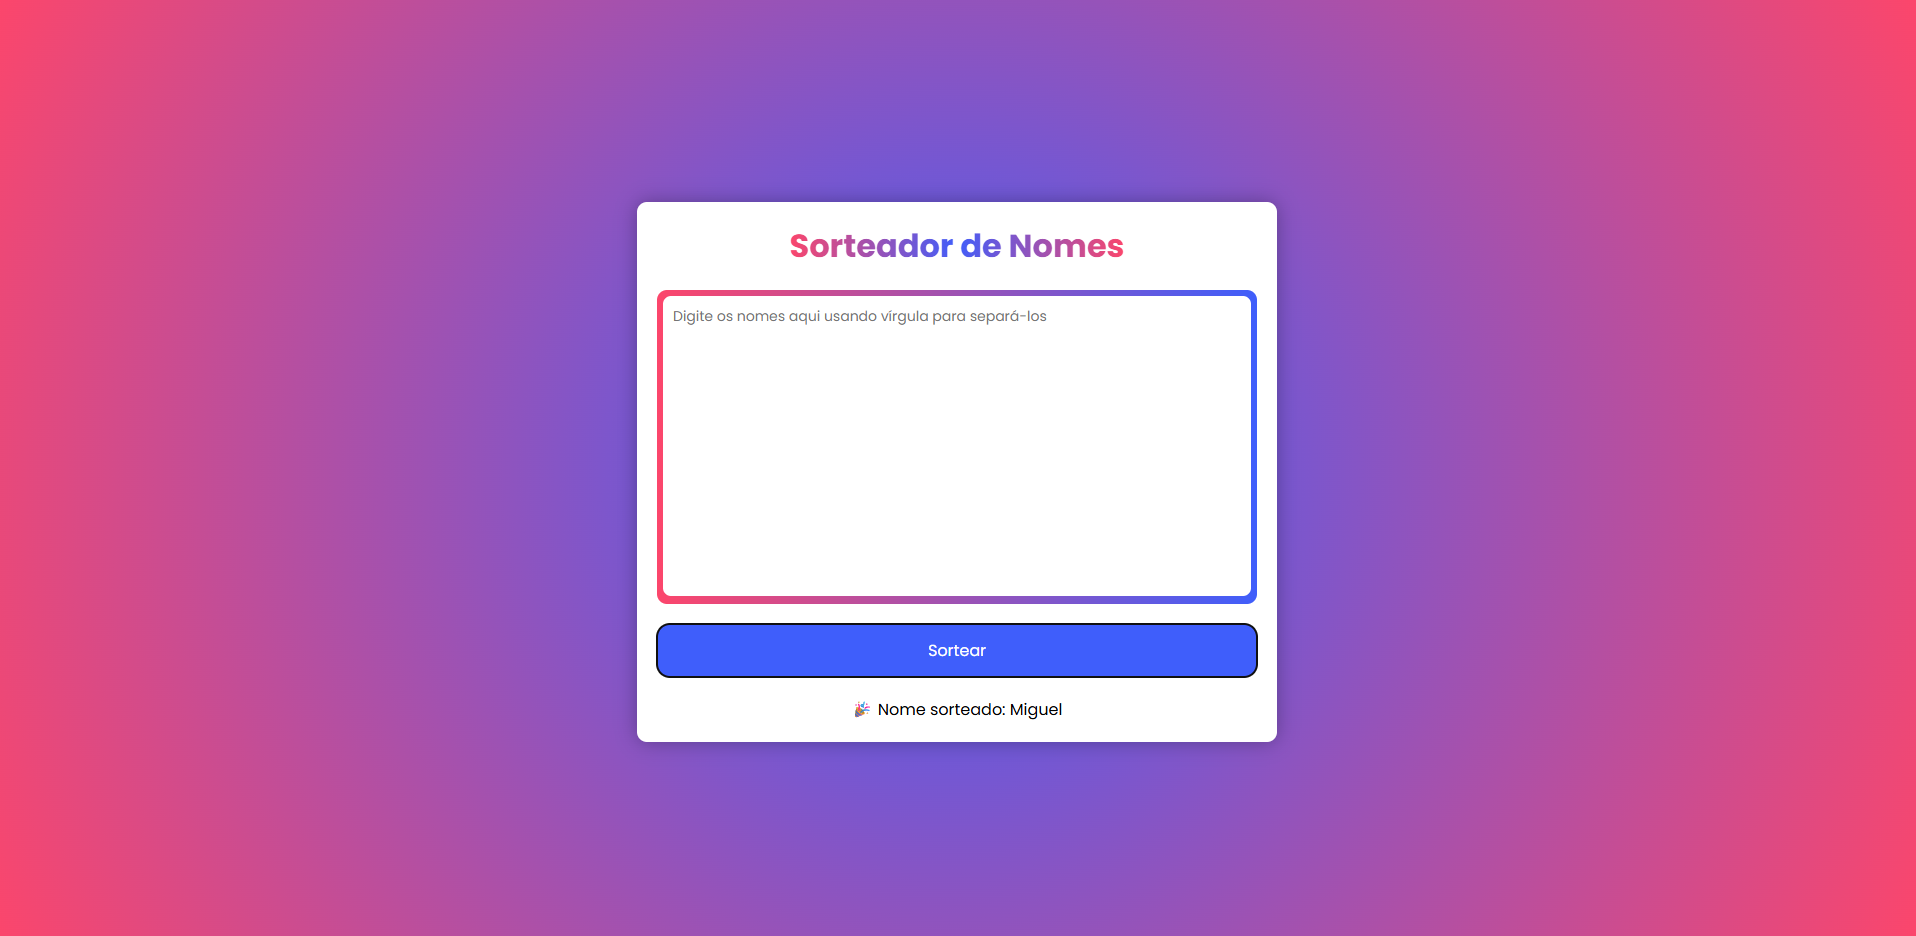 Sorteador de Nomes
Digite os nomes aqui usando vírgula para separá-los
Sortear
🎉 Nome sorteado: Miguel